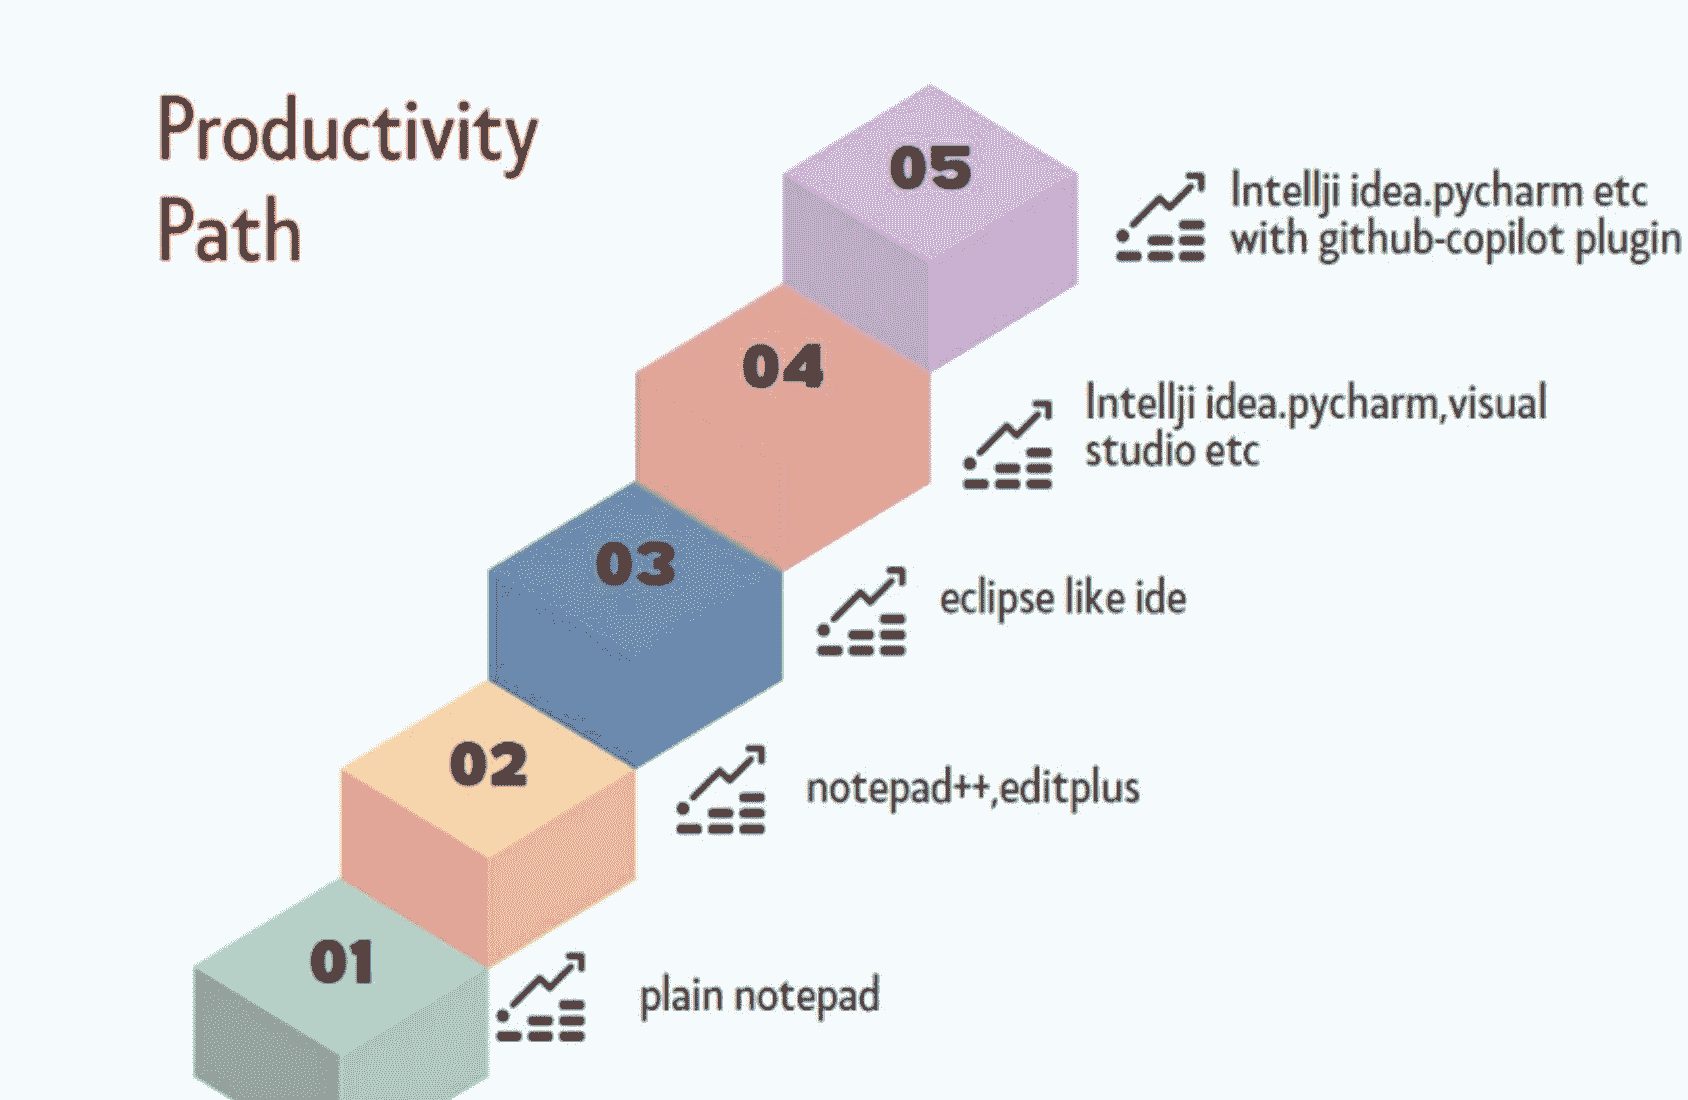 Productivity
Path
05
Intellji idea.pycharm etc
with github-copilot plugin
04
Intellji idea.pycharm,visual
studio etc
03
eclipse like ide
02
notepad++,editplus
01
plain notepad